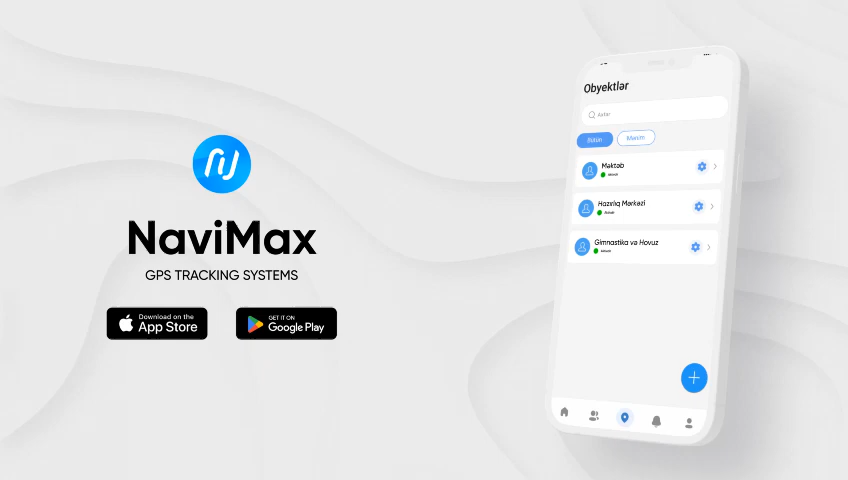 NaviMax
GPS TRACKING SYSTEMS
Download on the
App Store
GET IT ON
Google Play
Obyektlər
Axtar
Bütün
Mənim
Məktəb
Hazırlıq Mərkəzi
Gimnastika və Hovuz